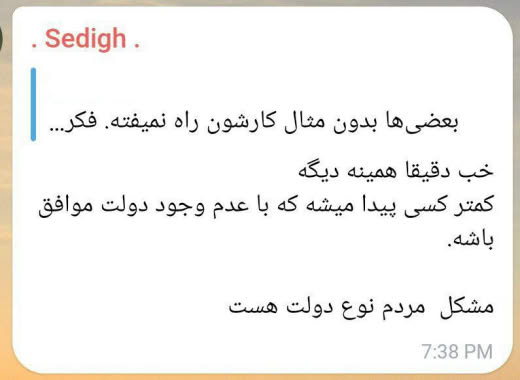 . Sedigh .
بعضی‌ها بدون مثال کارشون راه نمیفته. فکر...
خب دقیقا همینه دیگه
کمتر کسی پیدا میشه که با عدم وجود دولت موافق
باشه.
مشکل  مردم نوع دولت هست
7:38 PM